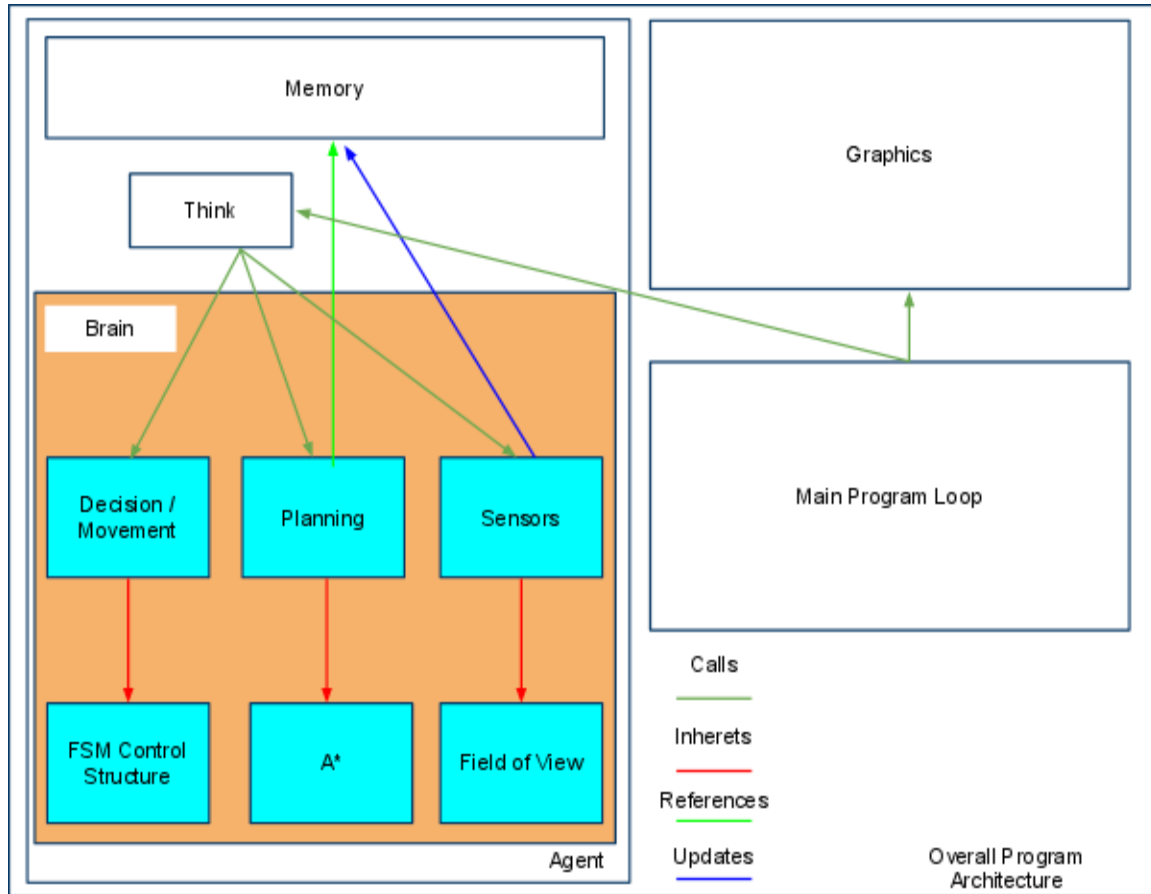 Memory
Graphics
Think
Brain
Decision /
Movement
Planning
Sensors
Main Program Loop
FSM Control
Structure
A*
Field of View
Agent
Calls
Inherets
References
Updates
Overall Program
Architecture